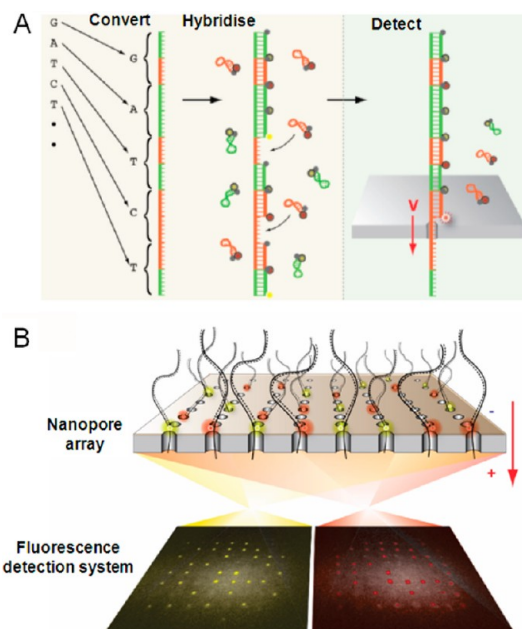 A
Convert
Hybridise
Detect
G
A
T
C
T
•
•
G
A
T
C
T
V
B
Nanopore
array
-
+
V
Fluorescence
detection system